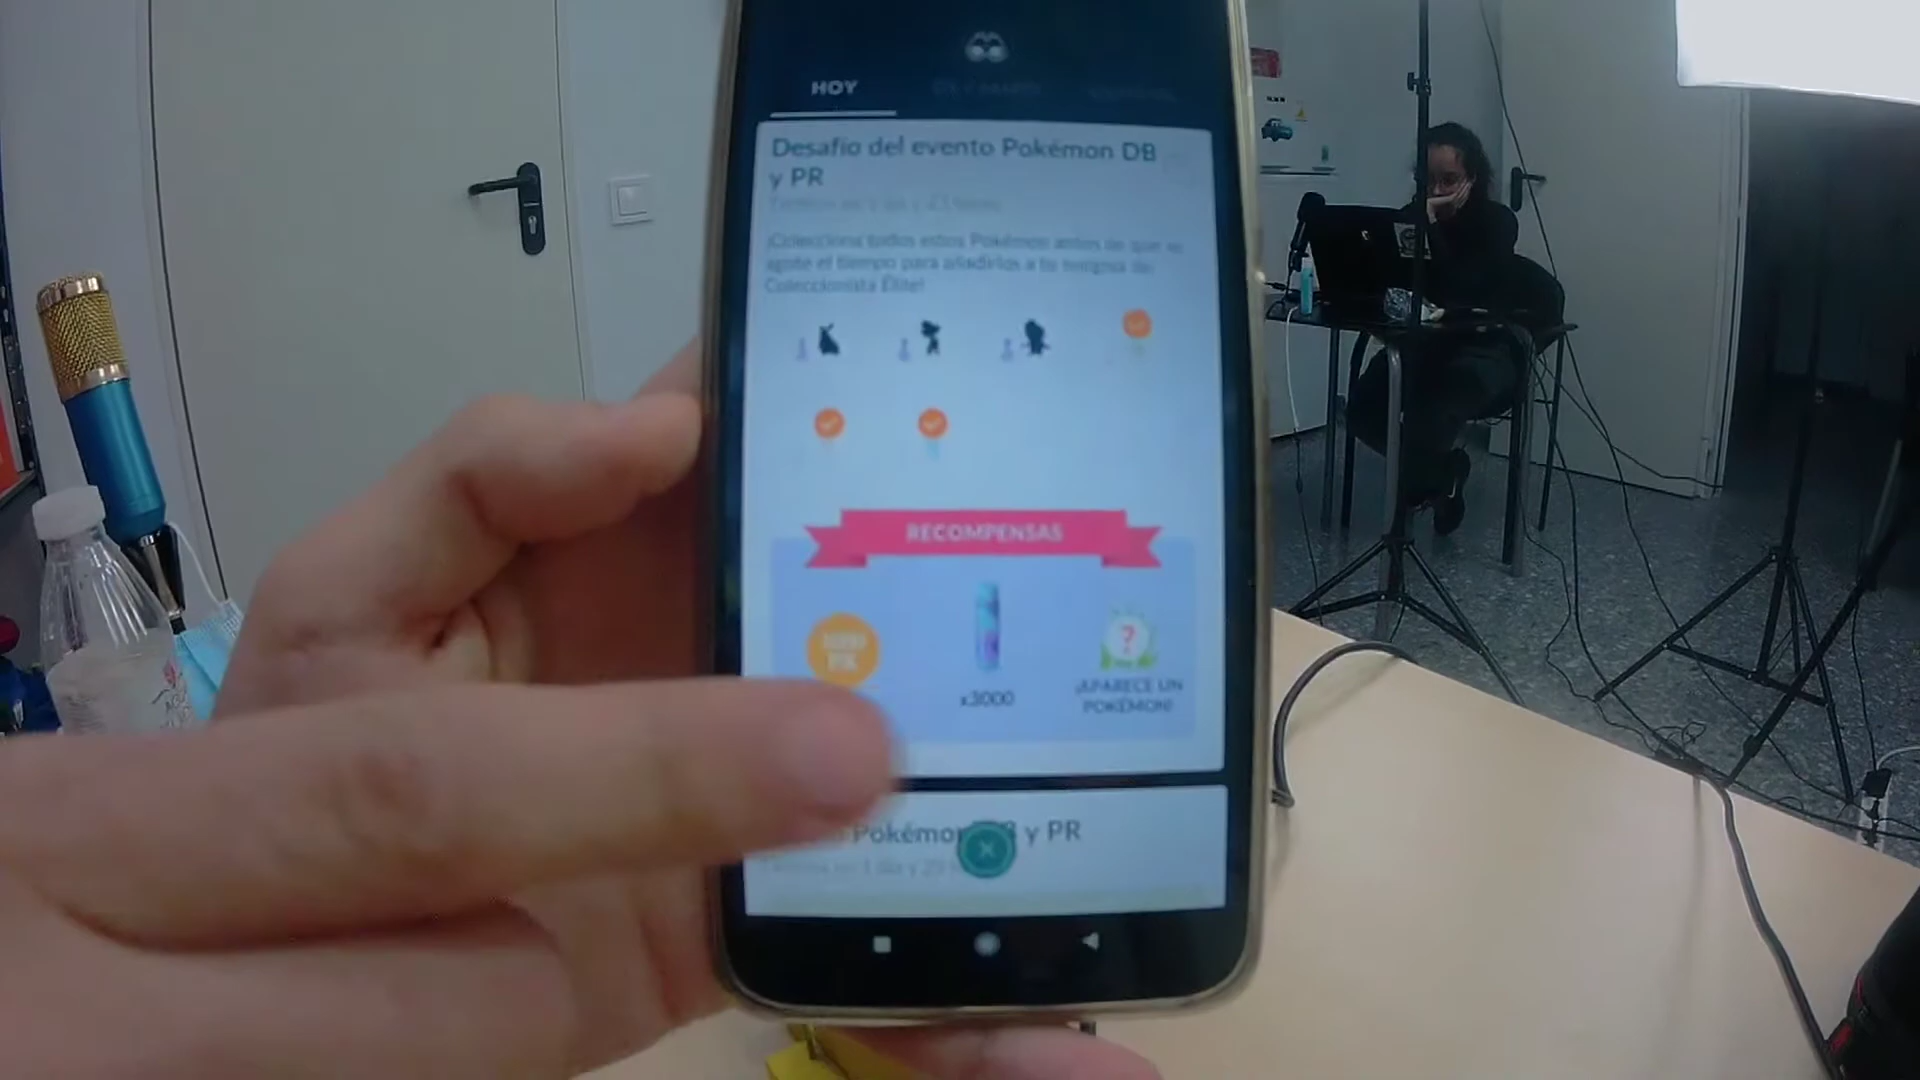 HOY
Desafío del evento Pokémon DB
y PR
¡Colecciona todos estos Pokémon antes de que se
agote el tiempo para añadirlos a tu insignia de
Coleccionista Élite!
RECOMPENSAS
x3000
¡APARECE UN
POKÉMON!
Pokémon y PR